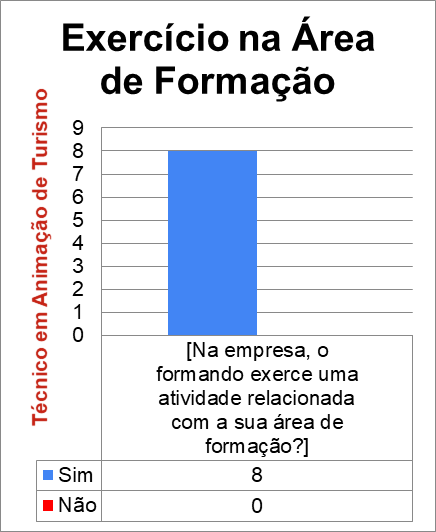 Exercício na Área
de Formação
Técnico em Animação de Turismo
9
8
7
6
5
4
3
2
1
0
[Na empresa, o
formando exerce uma
atividade relacionada
com a sua área de
formação?]
Sim 8
Não 0